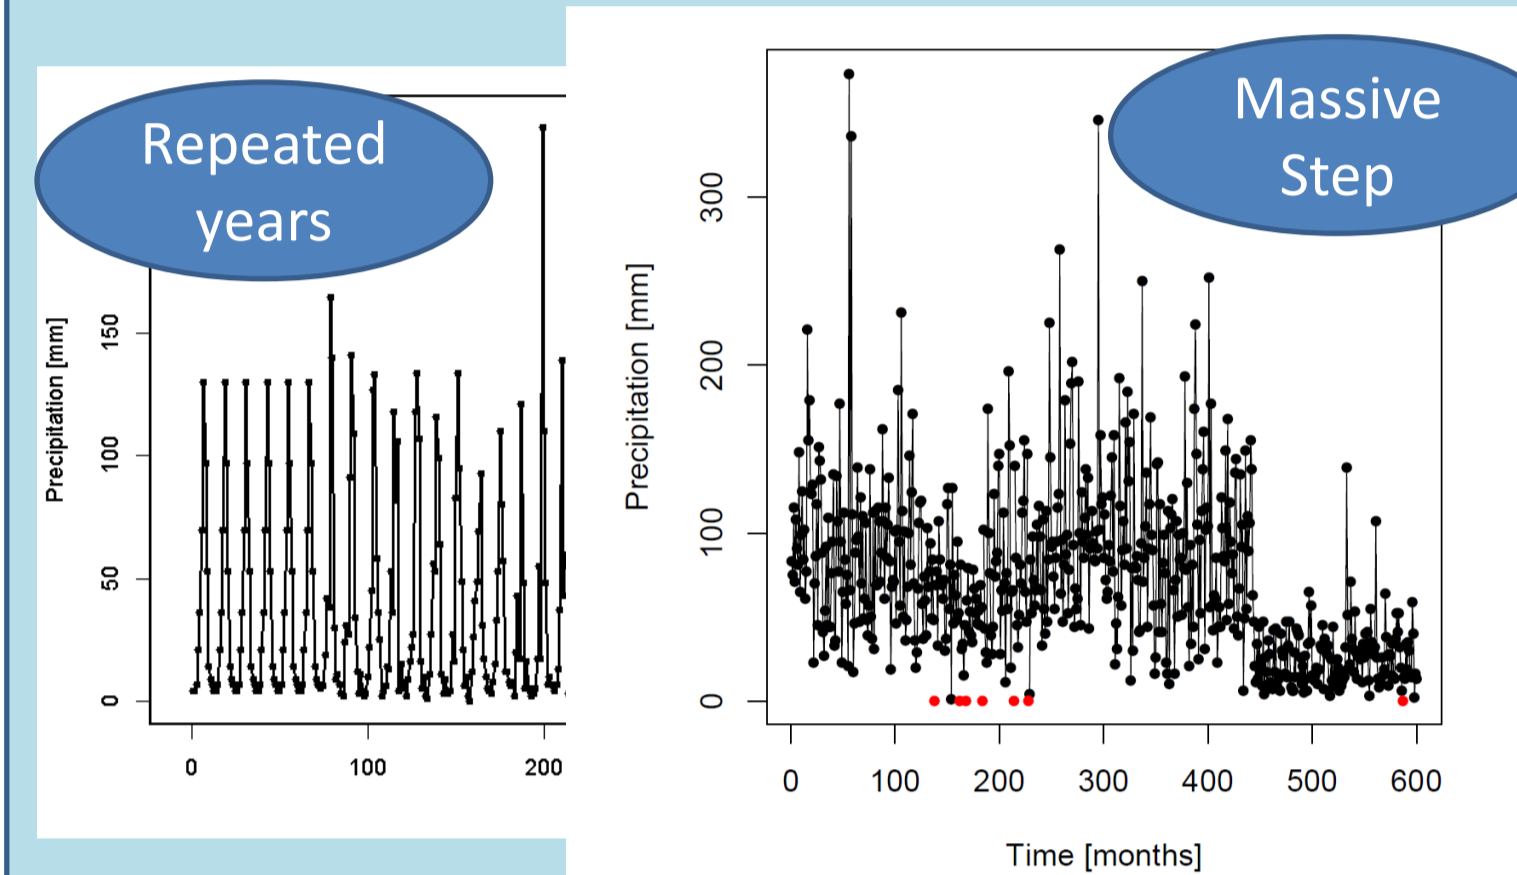 Repeated
years
Precipitation [mm]
150
100
50
0
0 100 200
Massive
Step
Precipitation [mm]
300
200
100
0
0 100 200 300 400 500 600
Time [months]